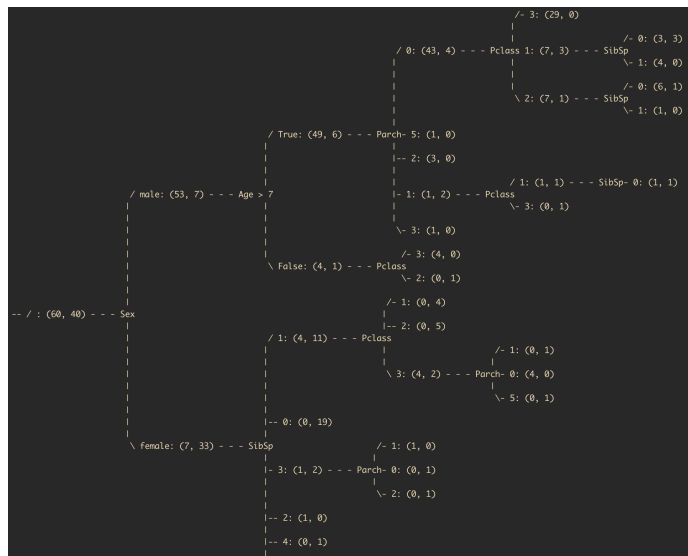 /- 3: (29, 0)
|
|                    /- 0: (3, 3)
/ 0: (43, 4) - - - Pclass 1: (7, 3) - - - SibSp
|                    \- 1: (4, 0)
|
|                    /- 0: (6, 1)
\ 2: (7, 1) - - - SibSp
\- 1: (1, 0)
/ True: (49, 6) - - - Parch- 5: (1, 0)
|-- 2: (3, 0)
/ 1: (1, 1) - - - SibSp- 0: (1, 1)
/ male: (53, 7) - - - Age > 7
|- 1: (1, 2) - - - Pclass
\- 3: (0, 1)
\- 3: (1, 0)
/- 3: (4, 0)
\ False: (4, 1) - - - Pclass
\- 2: (0, 1)
/- 1: (0, 4)
-- / : (60, 40) - - - Sex
|-- 2: (0, 5)
/ 1: (4, 11) - - - Pclass
/- 1: (0, 1)
\ 3: (4, 2) - - - Parch- 0: (4, 0)
\- 5: (0, 1)
|-- 0: (0, 19)
\ female: (7, 33) - - - SibSp
/- 1: (1, 0)
|- 3: (1, 2) - - - Parch- 0: (0, 1)
\- 2: (0, 1)
|-- 2: (1, 0)
|-- 4: (0, 1)